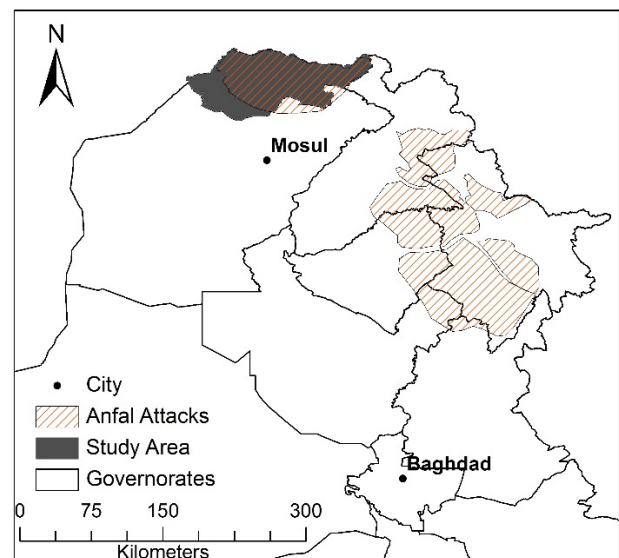 N
Mosul
City
Anfal Attacks
Study Area
Governorates
Baghdad
0 75 150 300
Kilometers